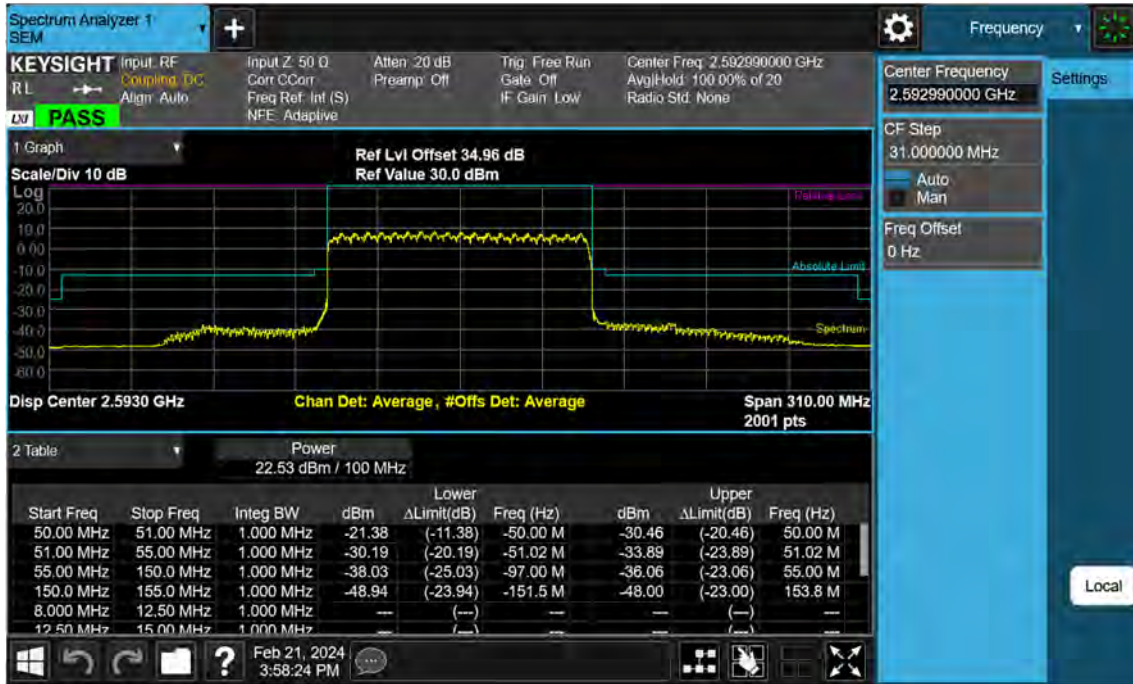 Spectrum Analyzer 1
SEM
+
Frequency
KEYSIGHT
RL
LXI
PASS
Input: RF
Coupling: DC
Align: Auto
Input Z: 50 Ω
Corr CCorr
Freq Ref: Int (S)
NFE: Adaptive
Atten: 20 dB
Preamp: Off
Trig: Free Run
Gate: Off
IF Gain: Low
Center Freq: 2.592990000 GHz
Avg|Hold: 100.00% of 20
Radio Std: None
Center Frequency
2.592990000 GHz
Settings
CF Step
31.000000 MHz
Auto
Man
Freq Offset
0 Hz
Local
1 Graph
Scale/Div 10 dB
Ref Lvl Offset 34.96 dB
Ref Value 30.0 dBm
Log
20.0
10.0
0.00
-10.0
-20.0
-30.0
-40.0
-50.0
-60.0
Relative Limit
Absolute Limit
Spectrum
Disp Center 2.5930 GHz
Chan Det: Average, #Offs Det: Average
Span 310.00 MHz
2001 pts
2 Table
Power
22.53 dBm / 100 MHz
Lower Upper
Start Freq Stop Freq Integ BW dBm ΔLimit(dB) Freq (Hz) dBm ΔLimit(dB) Freq (Hz)
50.00 MHz 51.00 MHz 1.000 MHz -21.38 (-11.38) -50.00 M -30.46 (-20.46) 50.00 M
51.00 MHz 55.00 MHz 1.000 MHz -30.19 (-20.19) -51.02 M -33.89 (-23.89) 51.02 M
55.00 MHz 150.0 MHz 1.000 MHz -38.03 (-25.03) -97.00 M -36.06 (-23.06) 55.00 M
150.0 MHz 155.0 MHz 1.000 MHz -48.94 (-23.94) -151.5 M -48.00 (-23.00) 153.8 M
8.000 MHz 12.50 MHz 1.000 MHz --- (---) --- --- (---) ---
12.50 MHz 15.00 MHz 1.000 MHz --- (---) --- --- (---) ---
?
Feb 21, 2024
3:58:24 PM